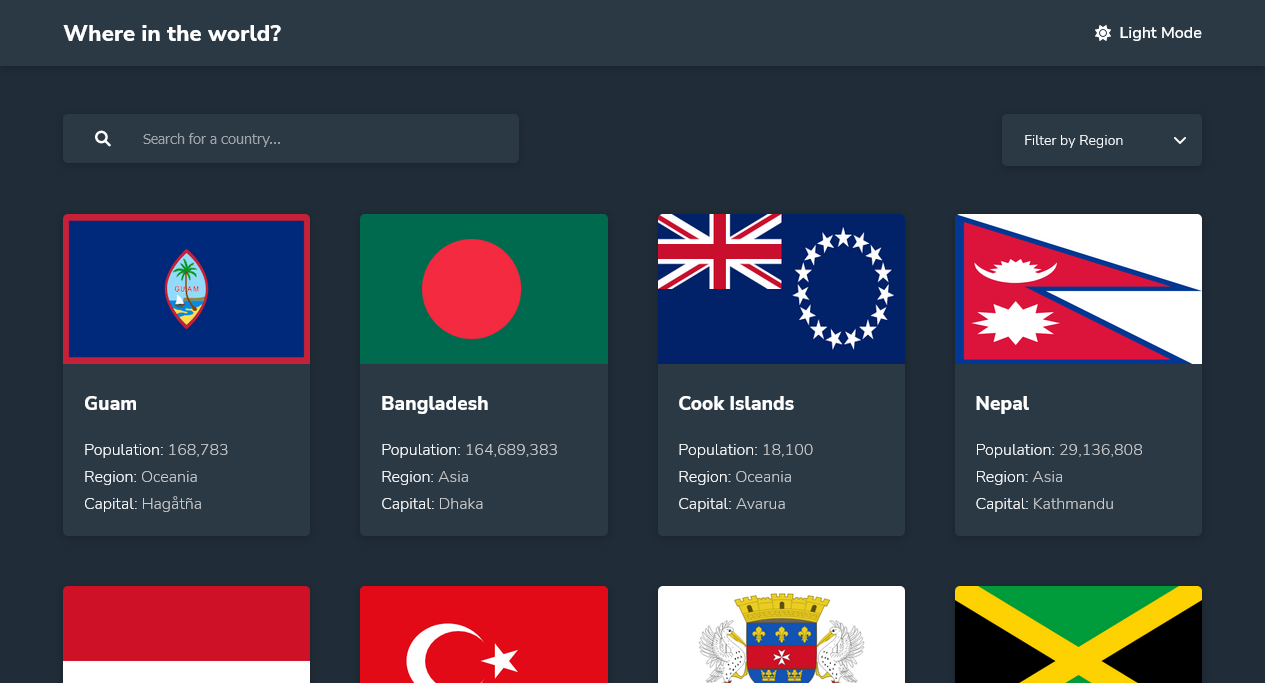 Where in the world?
Light Mode
Search for a country...
Filter by Region
GUAM
Guam
Population: 168,783
Region: Oceania
Capital: Hagåtña
Bangladesh
Population: 164,689,383
Region: Asia
Capital: Dhaka
Cook Islands
Population: 18,100
Region: Oceania
Capital: Avarua
Nepal
Population: 29,136,808
Region: Asia
Capital: Kathmandu